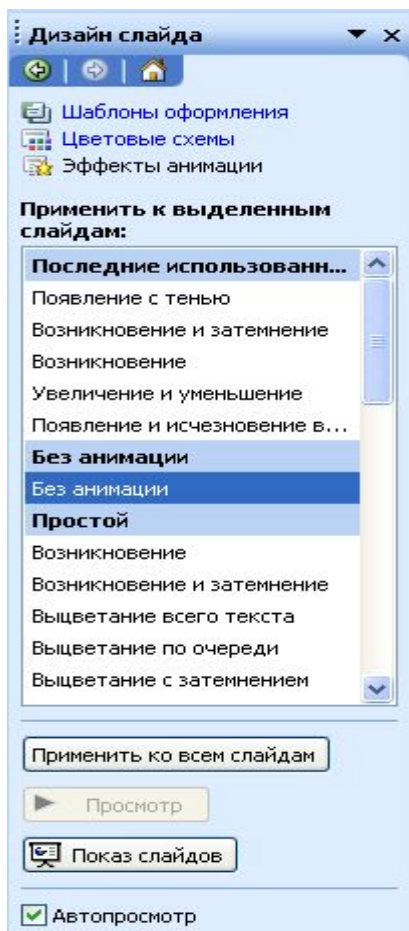 Дизайн слайда
Шаблоны оформления
Цветовые схемы
Эффекты анимации
Применить к выделенным
слайдам:
Последние использованн...
Появление с тенью
Возникновение и затемнение
Возникновение
Увеличение и уменьшение
Появление и исчезновение в...
Без анимации
Без анимации
Простой
Возникновение
Возникновение и затемнение
Выцветание всего текста
Выцветание по очереди
Выцветание с затемнением
Применить ко всем слайдам
Просмотр
Показ слайдов
Автопросмотр